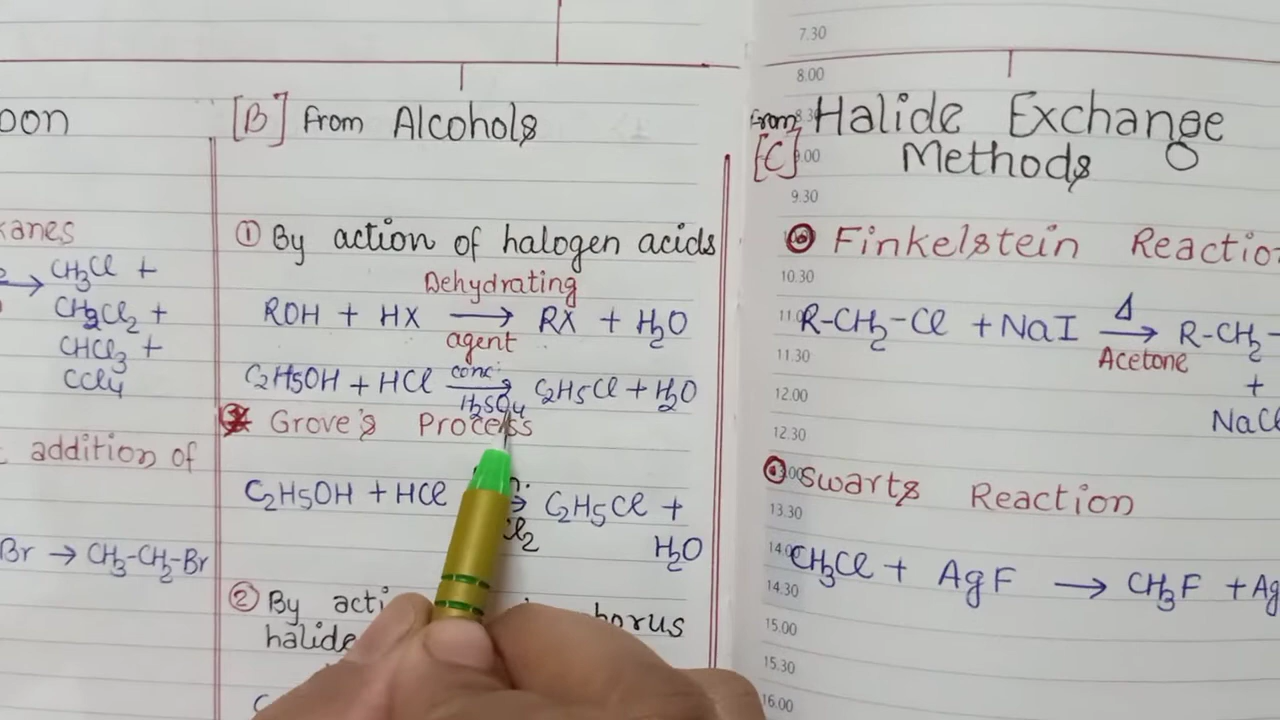 oon
kanes
CH3Cl +
CH2Cl2 +
CHCl3 +
CCl4
addition of
Br → CH3-CH2-Br
[B] From Alcohols
① By action of halogen acids
Dehydrating
ROH + HX → RX + H2O
agent
conc.
C2H5OH + HCl → C2H5Cl + H2O
H2SO4
Grove's Process
C2H5OH + HCl → C2H5Cl +
H2O
② By acti horus
halide
7.30
8.00
From Halide Exchange
[C] Methods
9.30
Finkelstein Reactio
10.30
R-CH2-Cl + NaI Δ → R-CH2-
Acetone
11.30
+
12.00
NaCl
12.30
Swarts Reaction
13.30
CH3Cl + AgF → CH3F + Ag
14.30
15.00
15.30
16.00